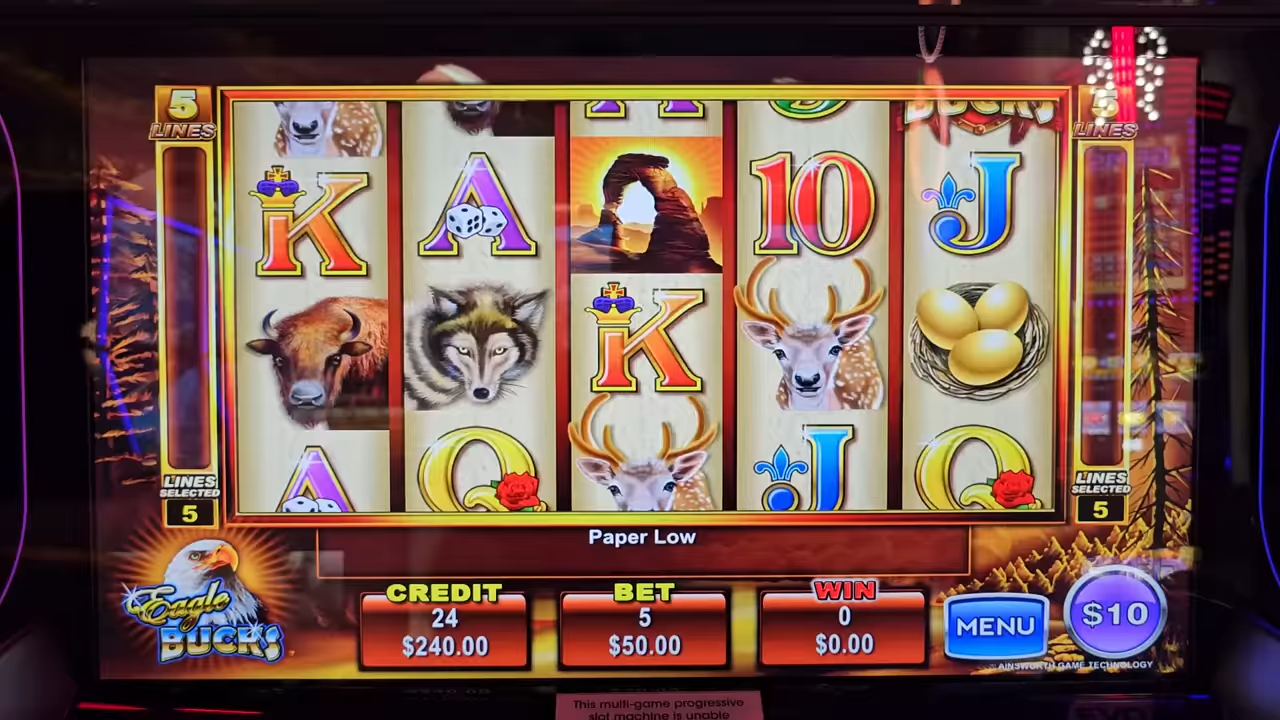 5
LINES
5
LINES
BUCKS
K
A
10
J
K
A
Q
J
Q
LINES
SELECTED
5
LINES
SELECTED
5
Paper Low
Eagle
BUCKS
CREDIT
24
$240.00
BET
5
$50.00
WIN
0
$0.00
MENU
$10
AINSWORTH GAME TECHNOLOGY
This multi-game progressive
slot machine is unable